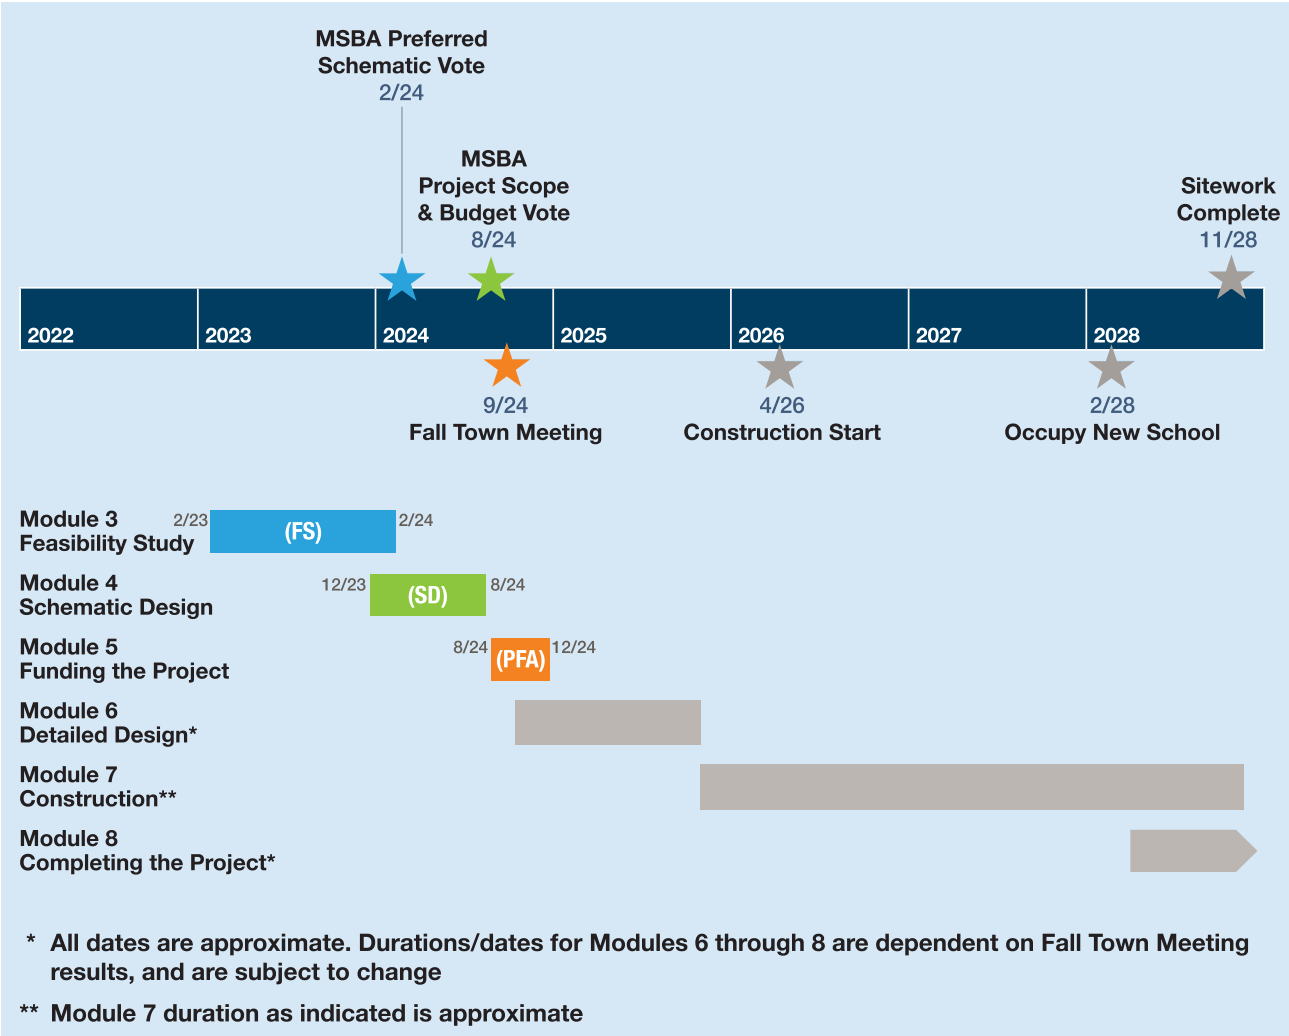 MSBA Preferred
Schematic Vote
2/24
MSBA
Project Scope
& Budget Vote
8/24
Sitework
Complete
11/28
2022
2023
2024
2025
2026
2027
2028
9/24
Fall Town Meeting
4/26
Construction Start
2/28
Occupy New School
Module 3
Feasibility Study
2/23
(FS)
2/24
Module 4
Schematic Design
12/23
(SD)
8/24
Module 5
Funding the Project
8/24
(PFA)
12/24
Module 6
Detailed Design*
Module 7
Construction**
Module 8
Completing the Project*
* All dates are approximate. Durations/dates for Modules 6 through 8 are dependent on Fall Town Meeting
results, and are subject to change
** Module 7 duration as indicated is approximate